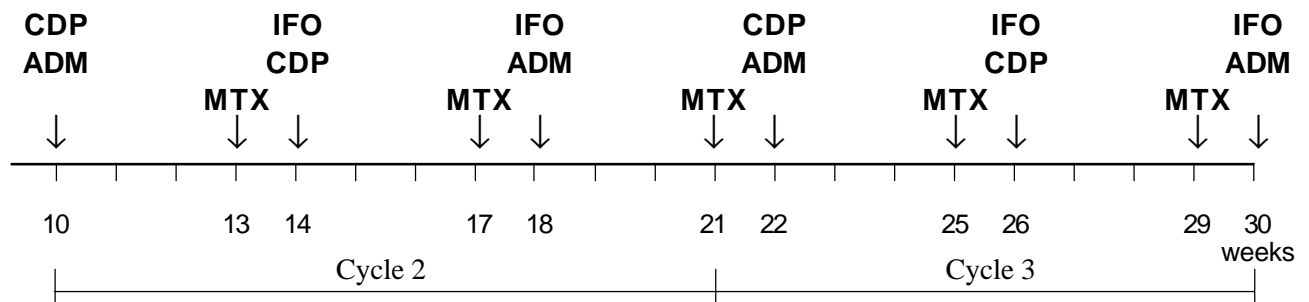 CDP IFO IFO CDP IFO IFO
ADM CDP ADM ADM CDP ADM
MTX MTX MTX MTX MTX
10 13 14 17 18 21 22 25 26 29 30
weeks
Cycle 2 Cycle 3